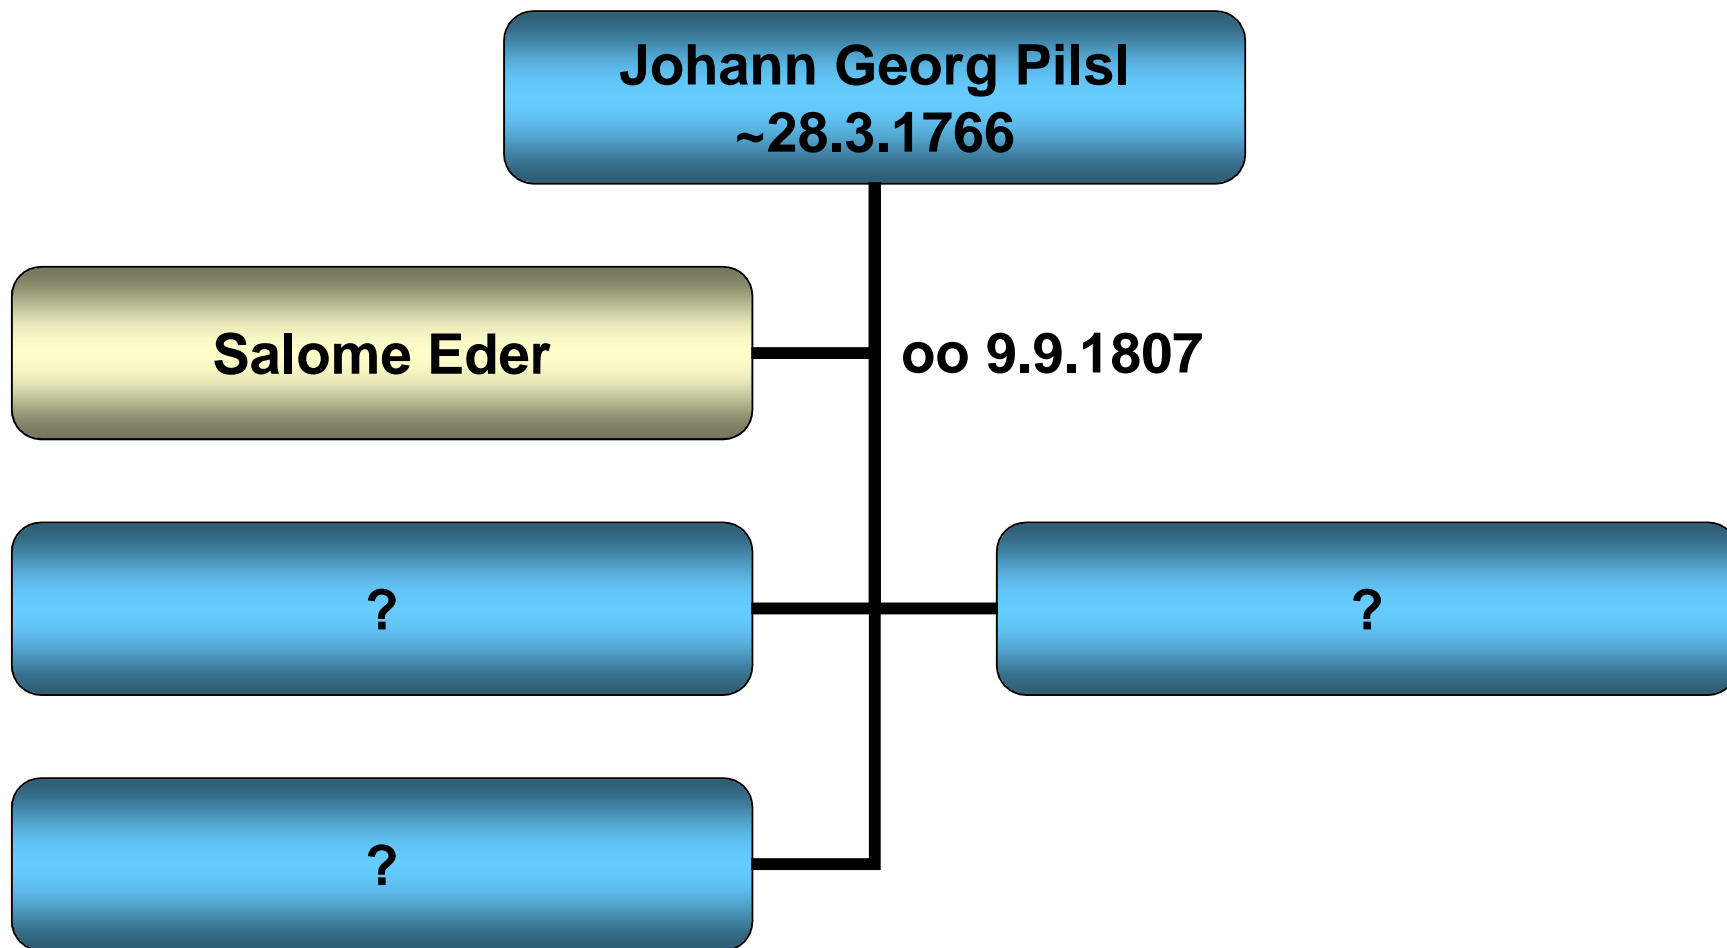 Johann Georg Pilsl
~28.3.1766
Salome Eder
oo 9.9.1807
?
?
?